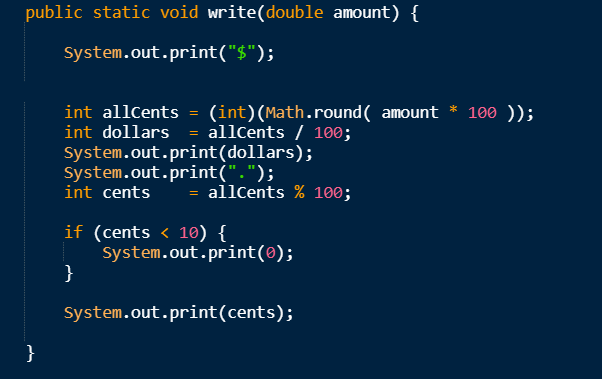 public static void write(double amount) {
System.out.print("$");
int allCents = (int)(Math.round( amount * 100 ));
int dollars  = allCents / 100;
System.out.print(dollars);
System.out.print(".");
int cents    = allCents % 100;
if (cents < 10) {
System.out.print(0);
}
System.out.print(cents);
}